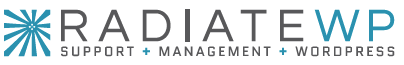 RADIATEWP
SUPPORT + MANAGEMENT + WORDPRESS